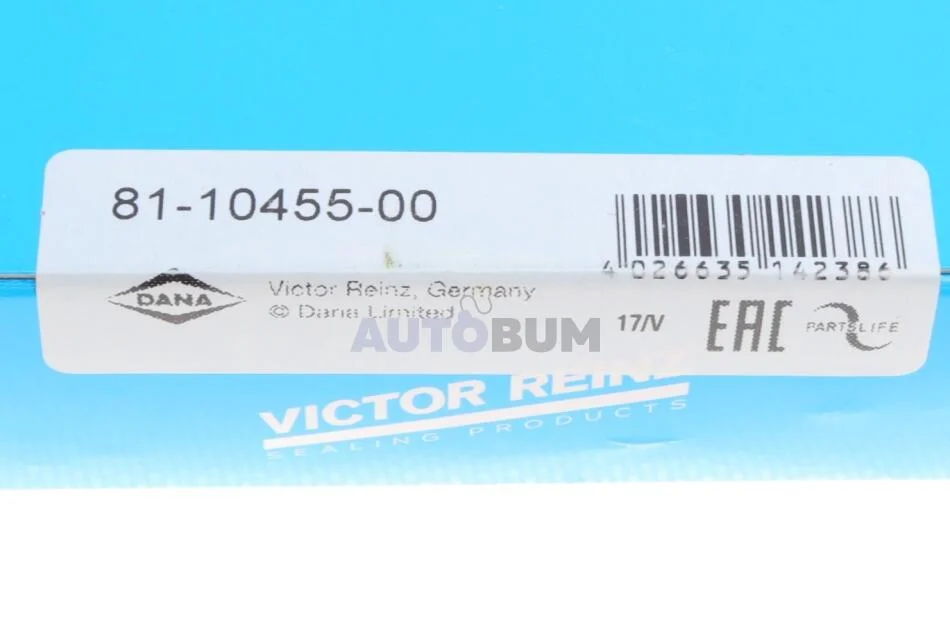 81-10455-00
4 026635 142386
DANA
Victor Reinz, Germany
© Dana Limited
AUTOBUM
17/V
EAC
PARTSLIFE
VICTOR REINZ
SEALING PRODUCTS